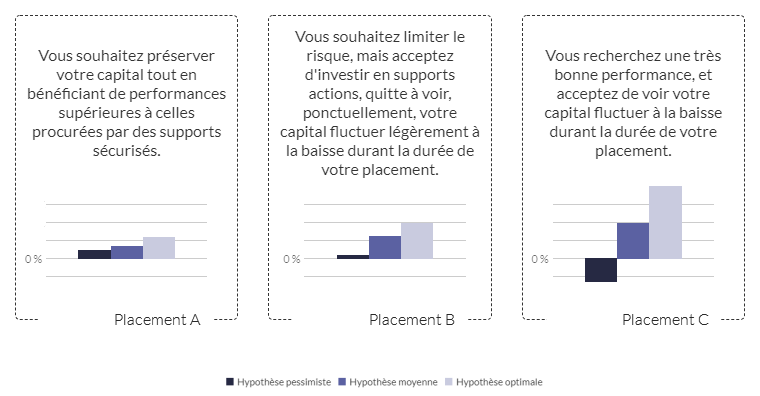 Vous souhaitez préserver
votre capital tout en
bénéficiant de performances
supérieures à celles
procurées par des supports
sécurisés.
0 %
Placement A
Vous souhaitez limiter le
risque, mais acceptez
d'investir en supports
actions, quitte à voir,
ponctuellement, votre
capital fluctuer légèrement à
la baisse durant la durée de
votre placement.
0 %
Placement B
Vous recherchez une très
bonne performance, et
acceptez de voir votre
capital fluctuer à la baisse
durant la durée de votre
placement.
0 %
Placement C
Hypothèse pessimiste Hypothèse moyenne Hypothèse optimale